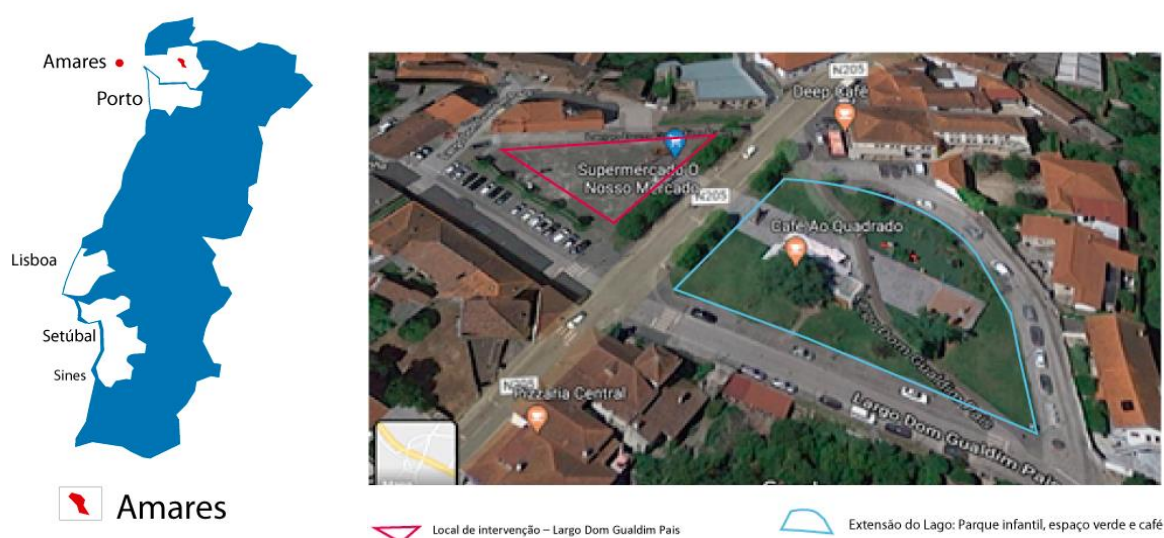 Amares
Porto
Lisboa
Setúbal
Sines
Amares
N205
Deep Café
Supermercado O
Nosso Mercado
N205
Café Ao Quadrado
Largo Dom Gualdim Pais
Largo Dom Gualdim Pais
N205
Pizzaria Central
Local de intervenção – Largo Dom Gualdim Pais
Extensão do Lago: Parque infantil, espaço verde e café